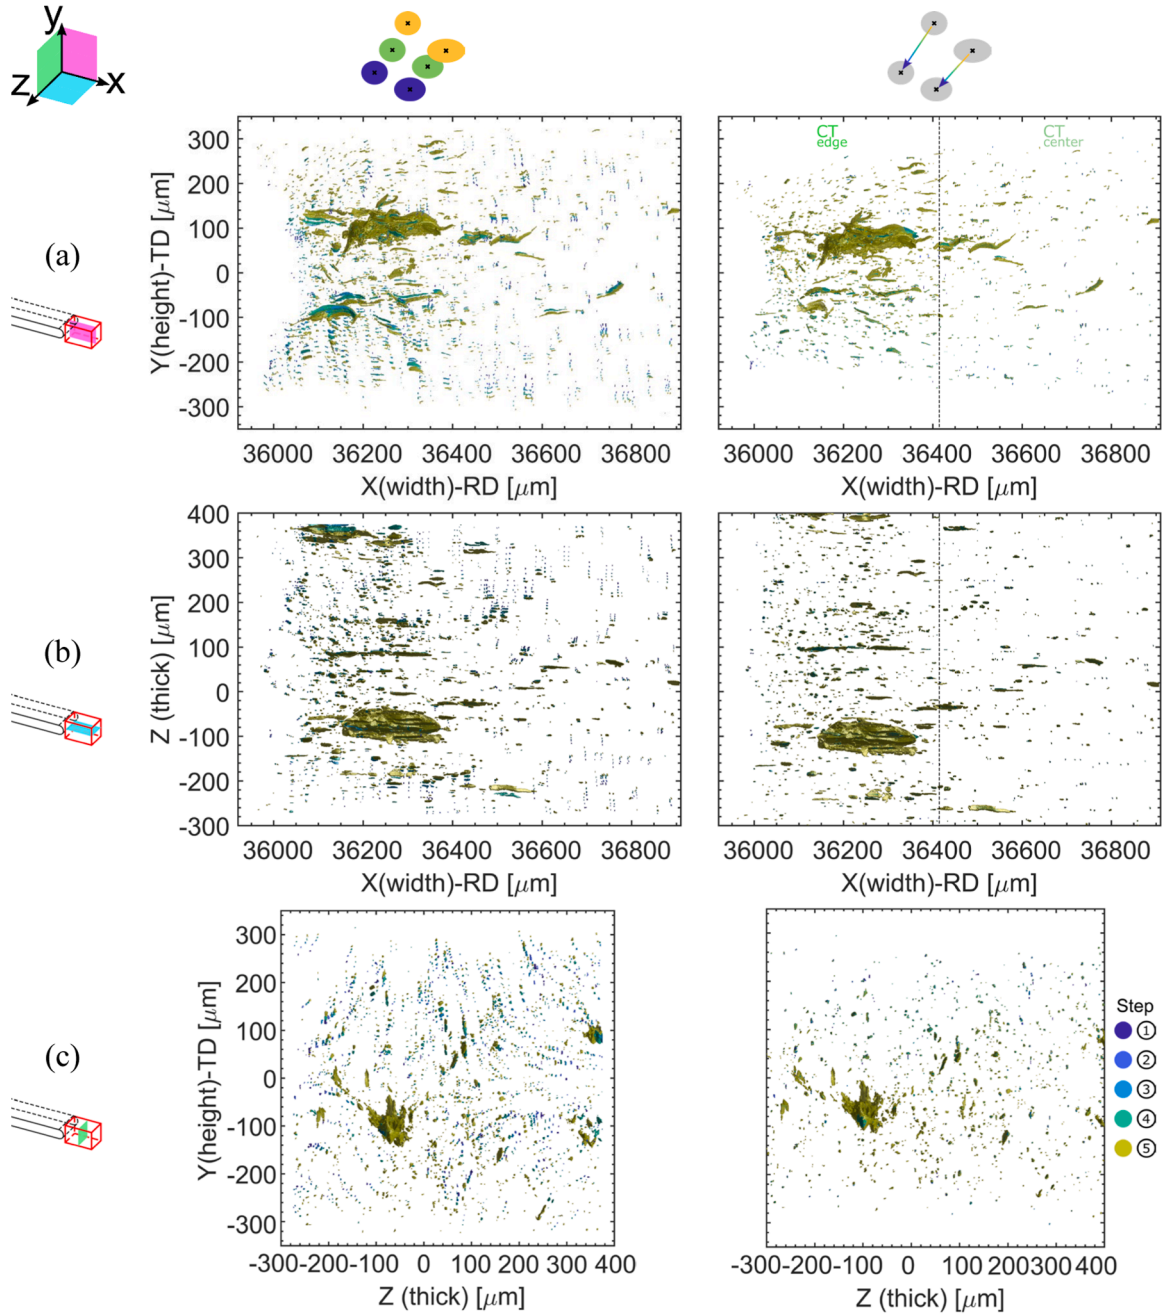 y
z
x
300
200
100
0
-100
-200
-300
Y(height)-TD [μm]
36000 36200 36400 36600 36800
X(width)-RD [μm]
CT
edge
CT
center
36000 36200 36400 36600 36800
X(width)-RD [μm]
(a)
400
300
200
100
0
-100
-200
-300
Z (thick) [μm]
36000 36200 36400 36600 36800
X(width)-RD [μm]
36000 36200 36400 36600 36800
X(width)-RD [μm]
(b)
300
200
100
0
-100
-200
-300
Y(height)-TD [μm]
-300 -200 -100 0 100 200 300 400
Z (thick) [μm]
-300 -200 -100 0 100 200 300 400
Z (thick) [μm]
(c)
Step
①
②
③
④
⑤